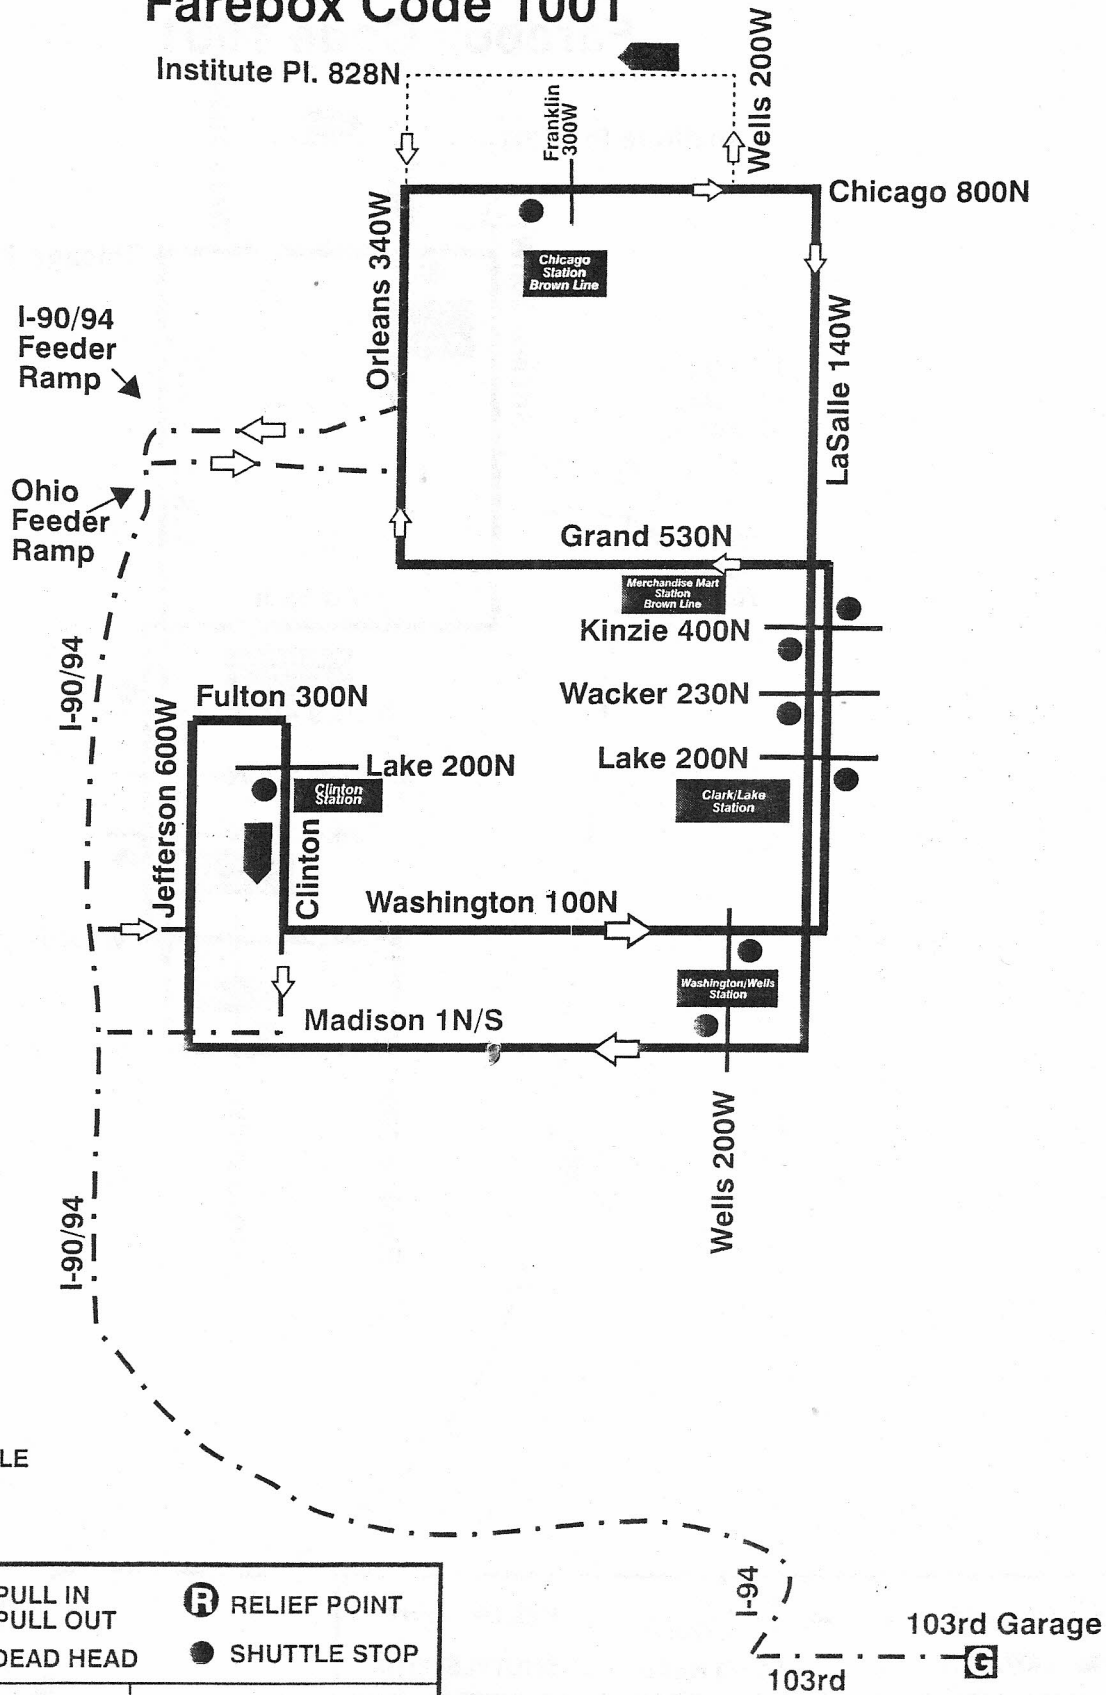 Farebox Code 1001
Institute Pl. 828N
Wells 200W
Franklin
300W
Chicago 800N
Orleans 340W
Chicago
Station
Brown Line
I-90/94
Feeder
Ramp
LaSalle 140W
Ohio
Feeder
Ramp
Grand 530N
Merchandise Mart
Station
Brown Line
Kinzie 400N
I-90/94
Fulton 300N
Wacker 230N
Jefferson 600W
Lake 200N
Lake 200N
Clinton
Station
Clark/Lake
Station
Clinton
Washington 100N
Washington/Wells
Station
Madison 1N/S
Wells 200W
I-90/94
LE
PULL IN
PULL OUT
DEAD HEAD
R RELIEF POINT
SHUTTLE STOP
I-94
103rd Garage
G
103rd